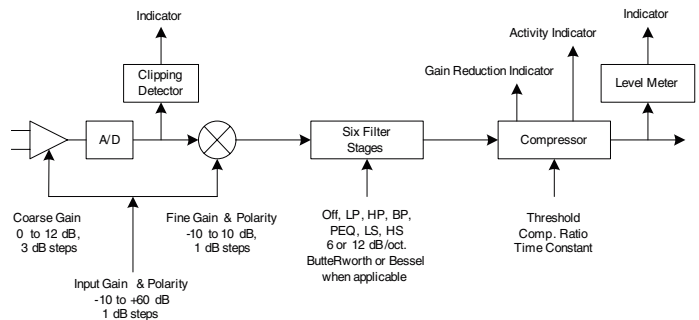 Indicator
Clipping
Detector
A/D
Coarse Gain
0 to 12 dB,
3 dB steps
Fine Gain & Polarity
-10 to 10 dB,
1 dB steps
Input Gain & Polarity
-10 to +60 dB
1 dB steps
Six Filter
Stages
Off, LP, HP, BP,
PEQ, LS, HS
6 or 12 dB/oct.
ButteRworth or Bessel
when applicable
Gain Reduction Indicator
Activity Indicator
Compressor
Threshold
Comp. Ratio
Time Constant
Indicator
Level Meter